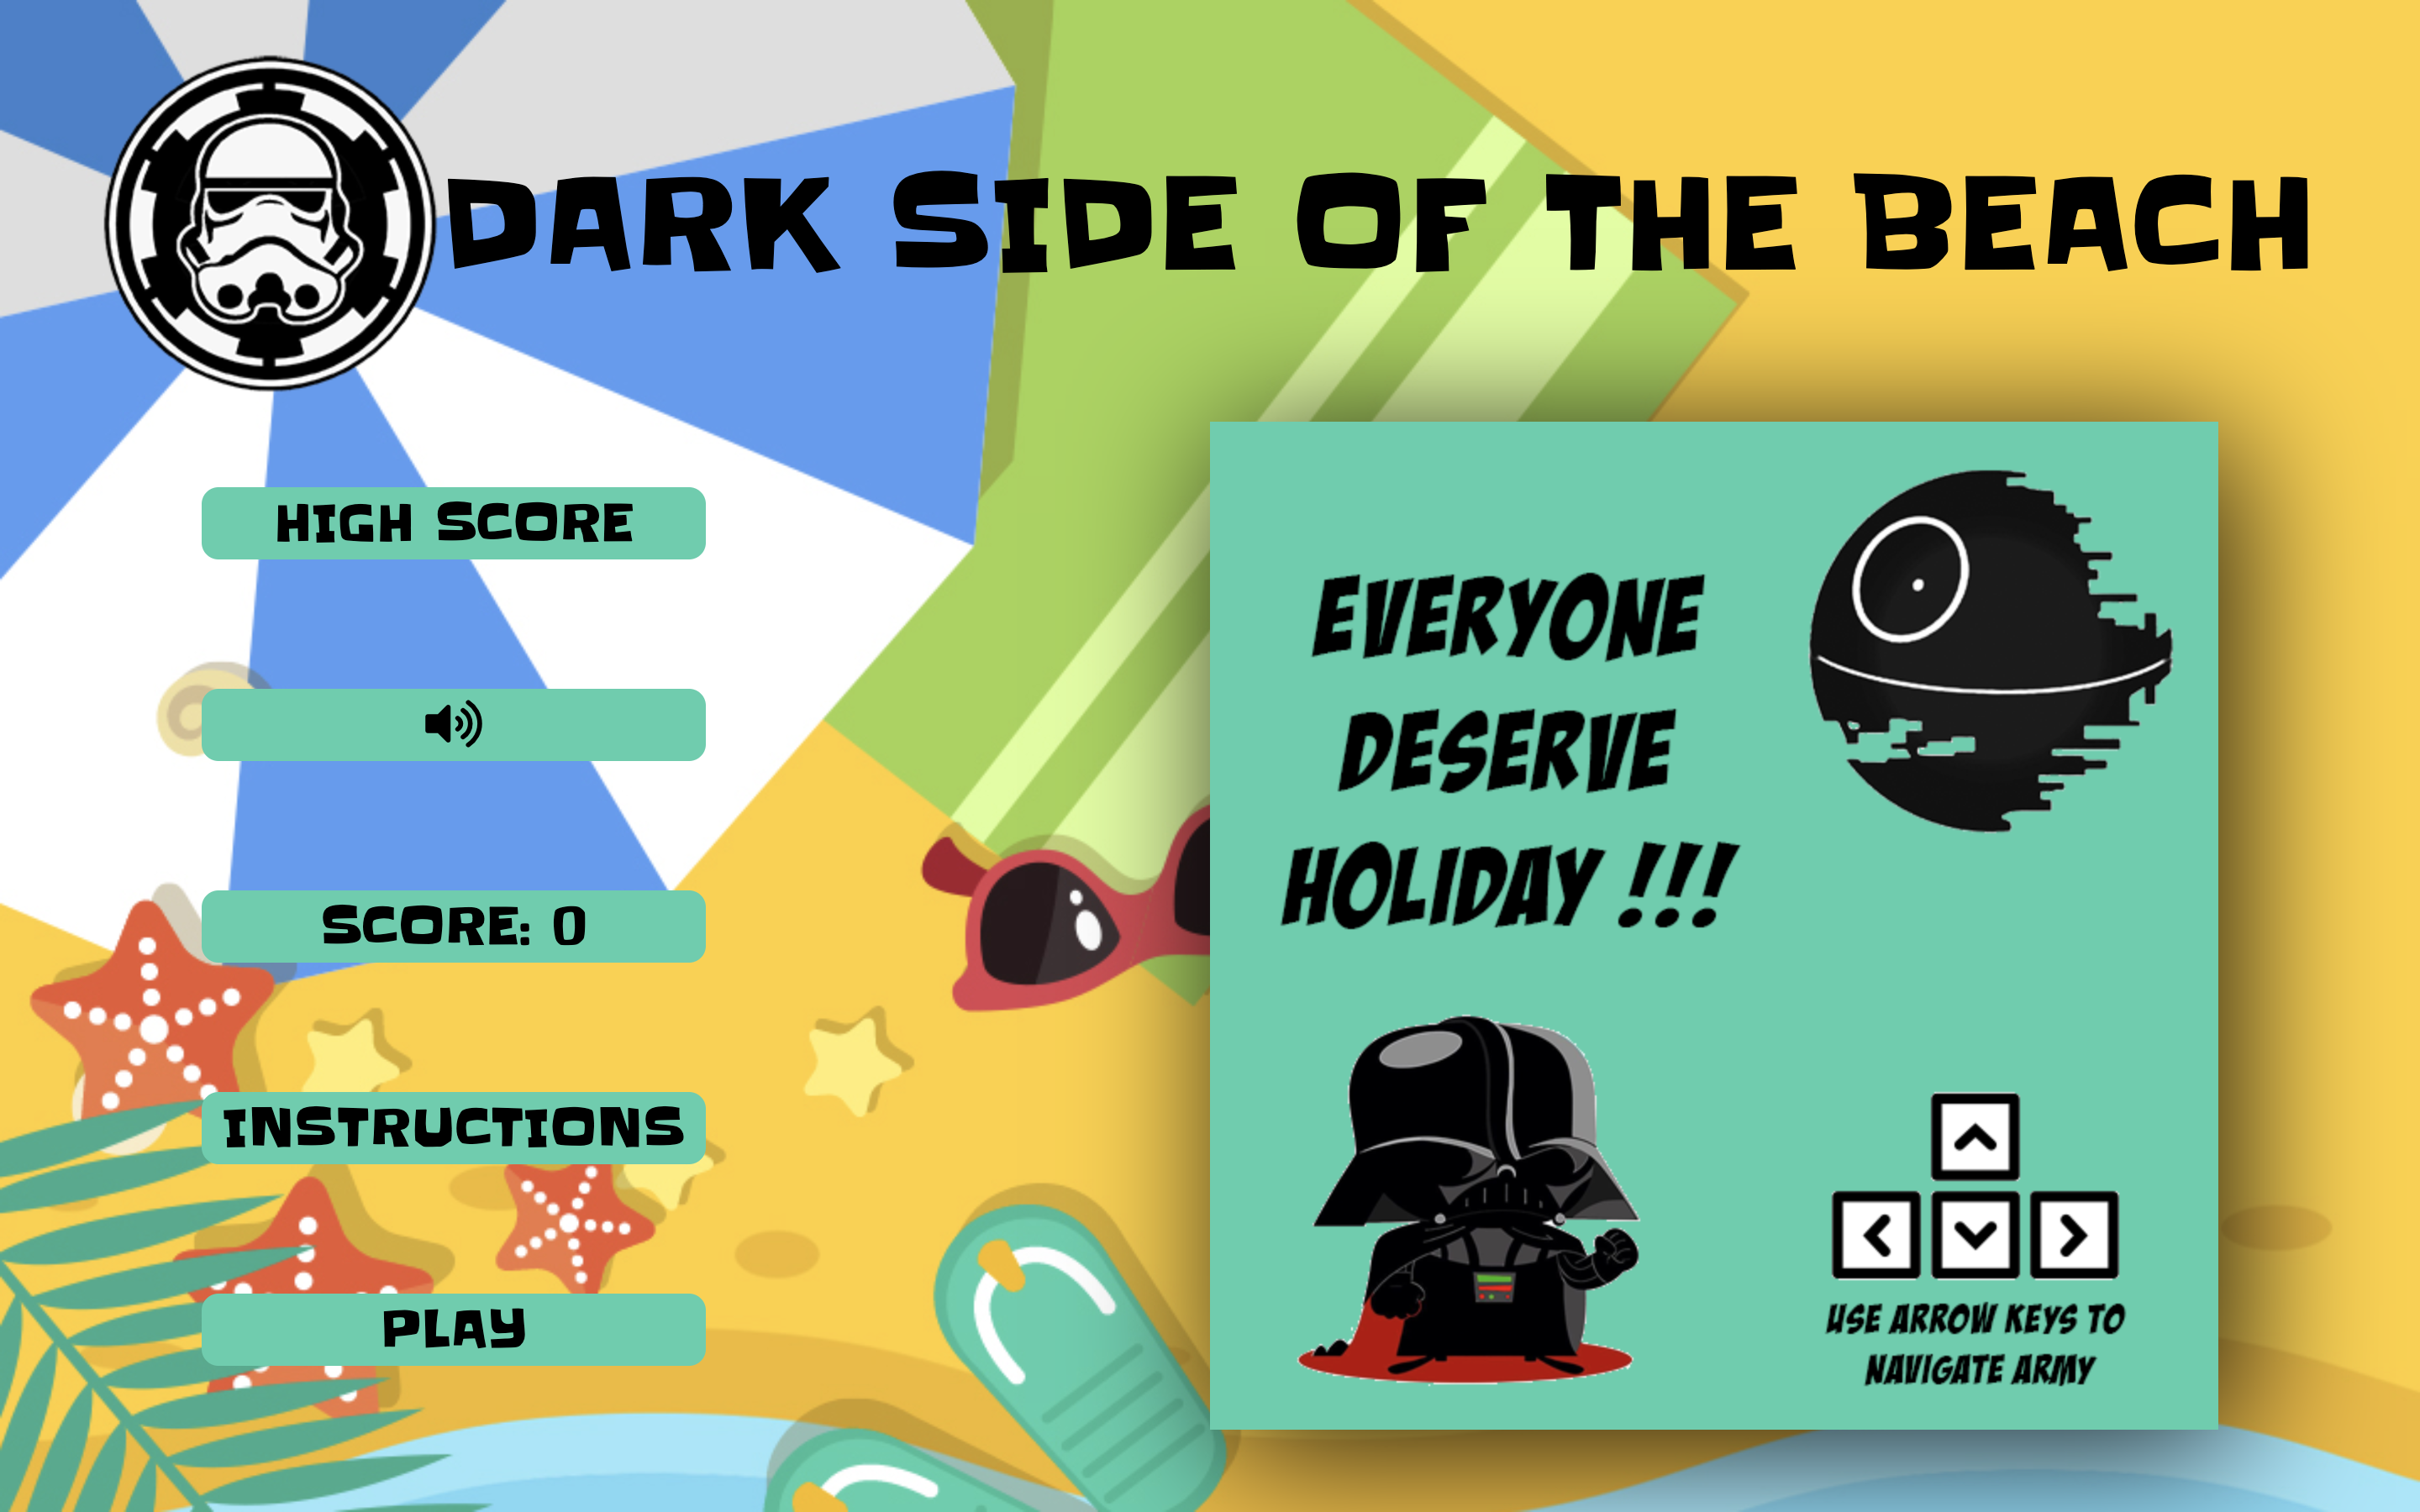 DARK SIDE OF THE BEACH
HIGH SCORE
SCORE: 0
INSTRUCTIONS
PLAY
EVERYONE
DESERVE
HOLIDAY !!!
USE ARROW KEYS TO
NAVIGATE ARMY